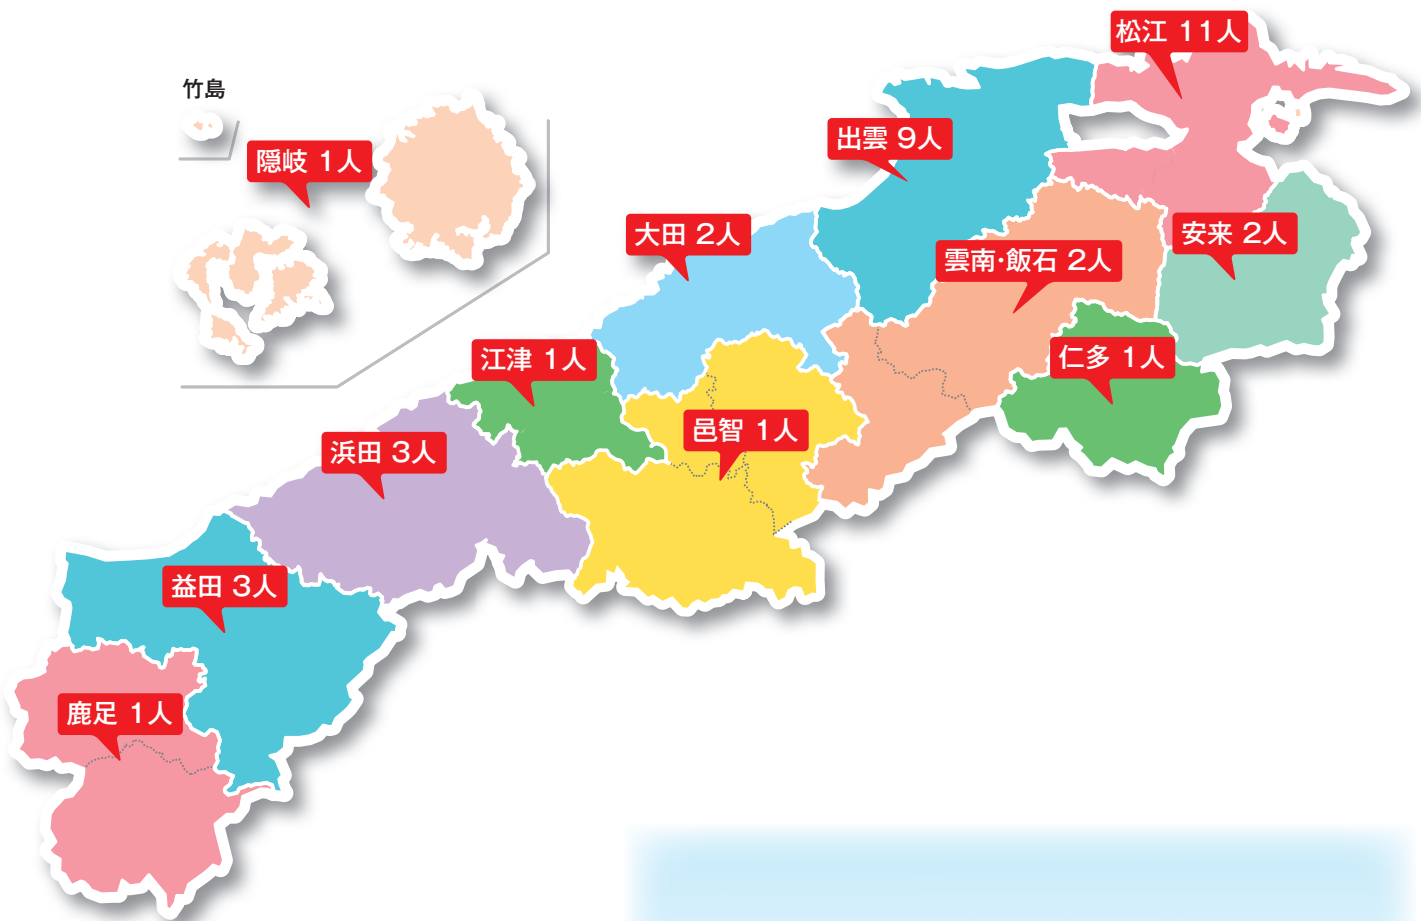 松江 11人
竹島
出雲 9人
隠岐 1人
大田 2人
安来 2人
雲南・飯石 2人
江津 1人
仁多 1人
邑智 1人
浜田 3人
益田 3人
鹿足 1人